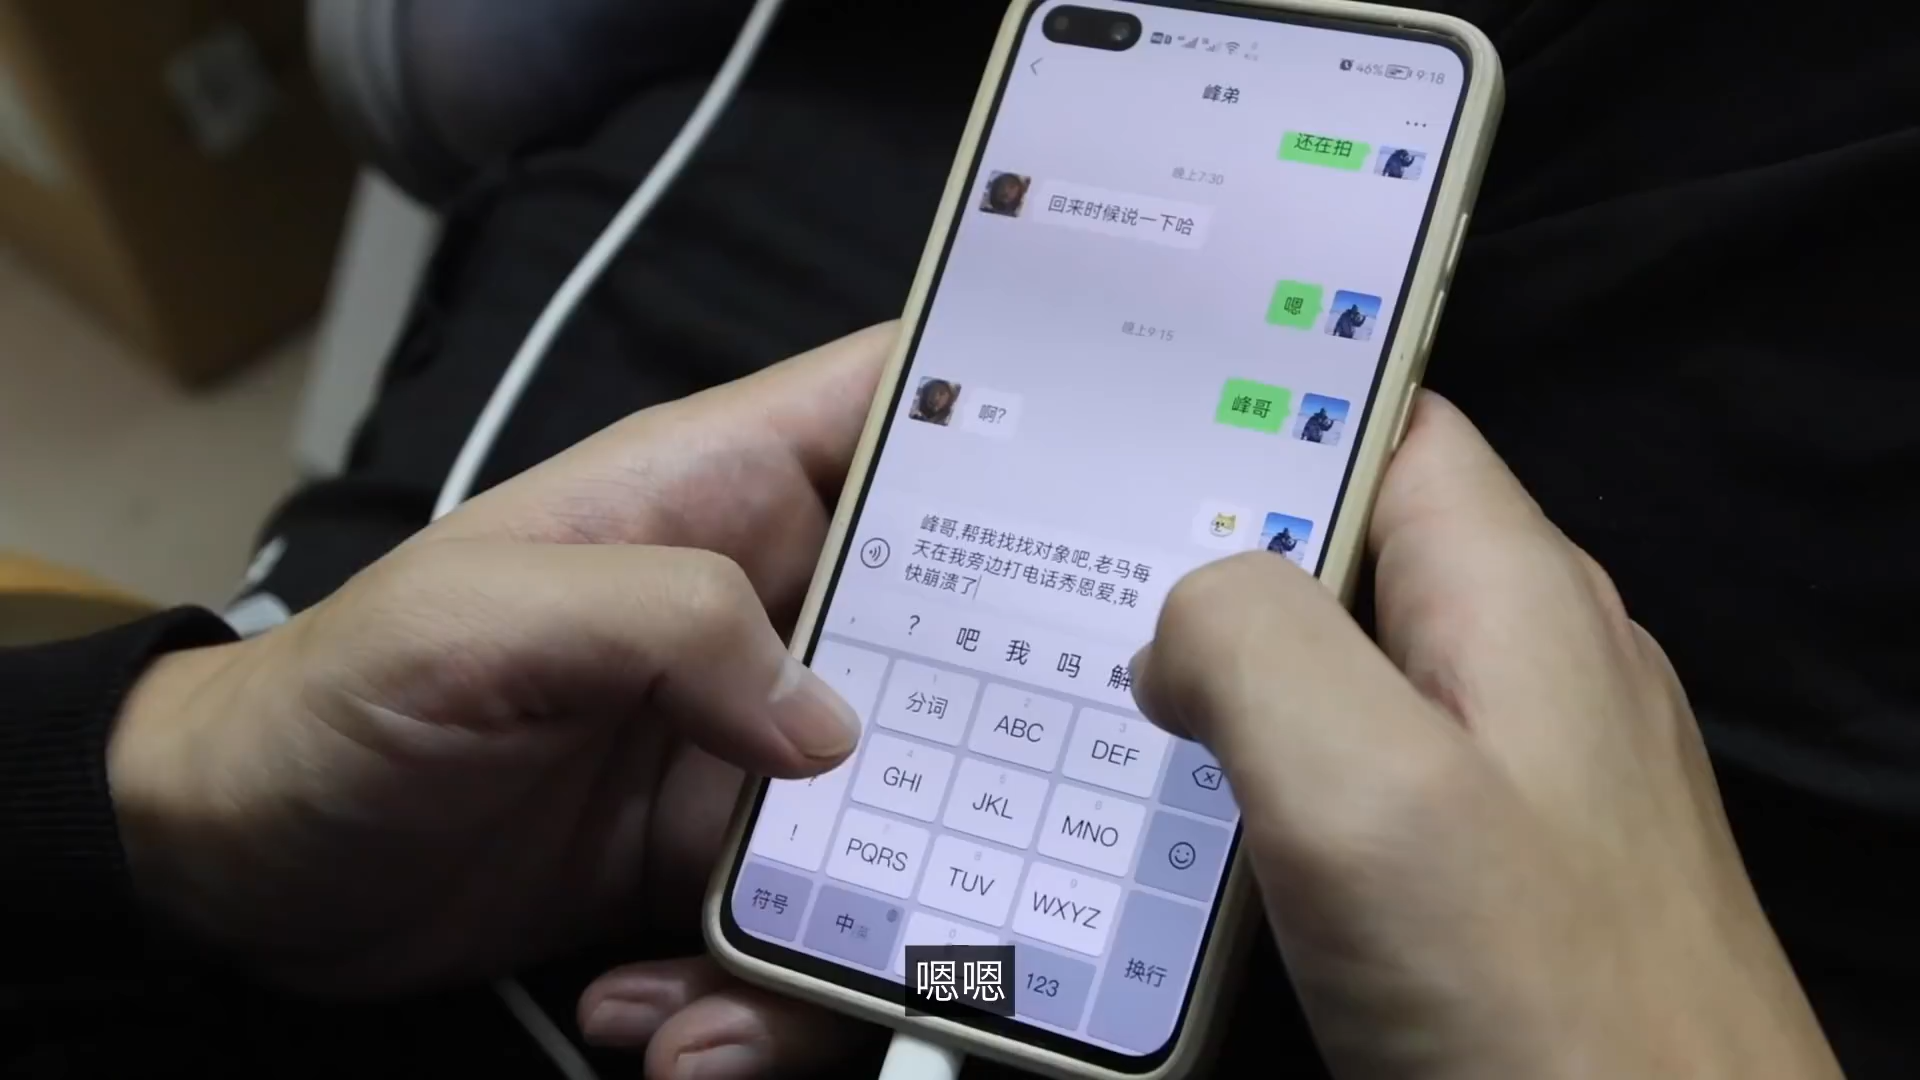 46% 9:18
峰弟
还在拍
晚上7:30
回来时候说一下哈
嗯
晚上9:15
峰哥
啊?
峰哥,帮我找找对象吧,老马每
天在我旁边打电话秀恩爱,我
快崩溃了
? 吧 我 吗 解
分词 ABC DEF
GHI JKL MNO
! PQRS TUV WXYZ
符号 中 123 换行
嗯嗯